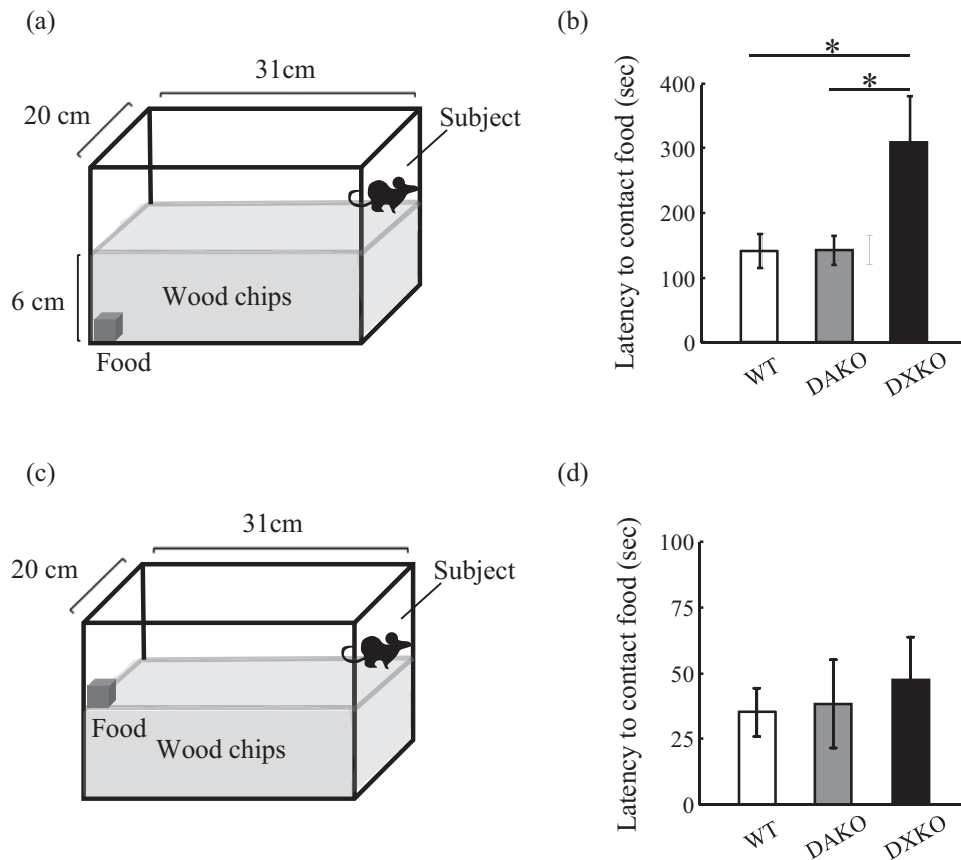 (a)
31cm
20 cm
Subject
6 cm
Wood chips
Food
(b)
*
*
Latency to contact food (sec)
400
300
200
100
0
WT
DAKO
DXKO
(c)
31cm
20 cm
Subject
Food
Wood chips
(d)
Latency to contact food (sec)
100
75
50
25
0
WT
DAKO
DXKO